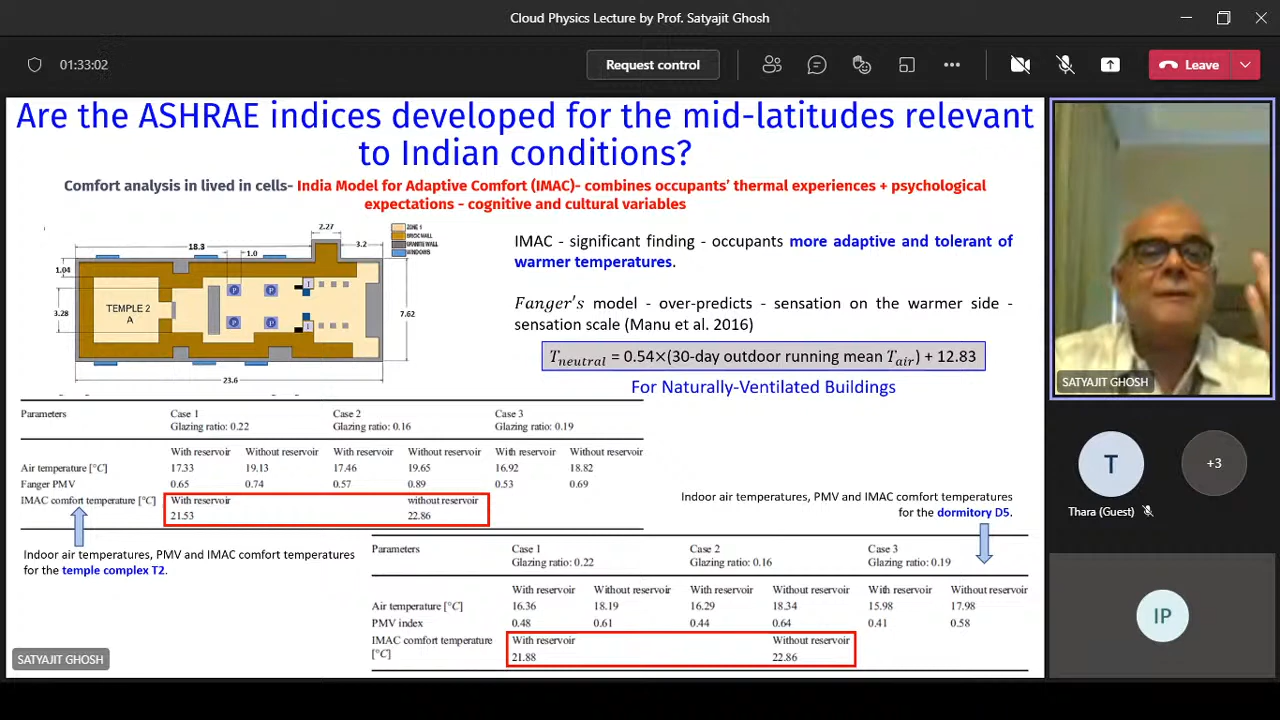 Cloud Physics Lecture by Prof. Satyajit Ghosh
01:33:02
Request control
Leave
Are the ASHRAE indices developed for the mid-latitudes relevant
to Indian conditions?
Comfort analysis in lived in cells- India Model for Adaptive Comfort (IMAC)- combines occupants' thermal experiences + psychological
expectations - cognitive and cultural variables
2.27
18.3
3.2
1.0
1.04
3.28
7.62
23.6
TEMPLE 2
A
P
P
P
P
I
I
ZONE 1
BRICK WALL
GRANITE WALL
WINDOWS
IMAC - significant finding - occupants more adaptive and tolerant of
warmer temperatures.
Fanger's model - over-predicts - sensation on the warmer side -
sensation scale (Manu et al. 2016)
T neutral = 0.54×(30-day outdoor running mean T air) + 12.83
For Naturally-Ventilated Buildings
Parameters Case 1 Case 2 Case 3
Glazing ratio: 0.22 Glazing ratio: 0.16 Glazing ratio: 0.19
With reservoir Without reservoir With reservoir Without reservoir With reservoir Without reservoir
Air temperature [°C] 17.33 19.13 17.46 19.65 16.92 18.82
Fanger PMV 0.65 0.74 0.57 0.89 0.53 0.69
IMAC comfort temperature [°C] With reservoir without reservoir
21.53 22.86
Indoor air temperatures, PMV and IMAC comfort temperatures
for the temple complex T2.
Indoor air temperatures, PMV and IMAC comfort temperatures
for the dormitory D5.
Parameters Case 1 Case 2 Case 3
Glazing ratio: 0.22 Glazing ratio: 0.16 Glazing ratio: 0.19
With reservoir Without reservoir With reservoir Without reservoir With reservoir Without reservoir
Air temperature [°C] 16.36 18.19 16.29 18.34 15.98 17.98
PMV index 0.48 0.61 0.44 0.64 0.41 0.58
IMAC comfort temperature With reservoir Without reservoir
[°C] 21.88 22.86
SATYAJIT GHOSH
SATYAJIT GHOSH
T
Thara (Guest)
+3
IP